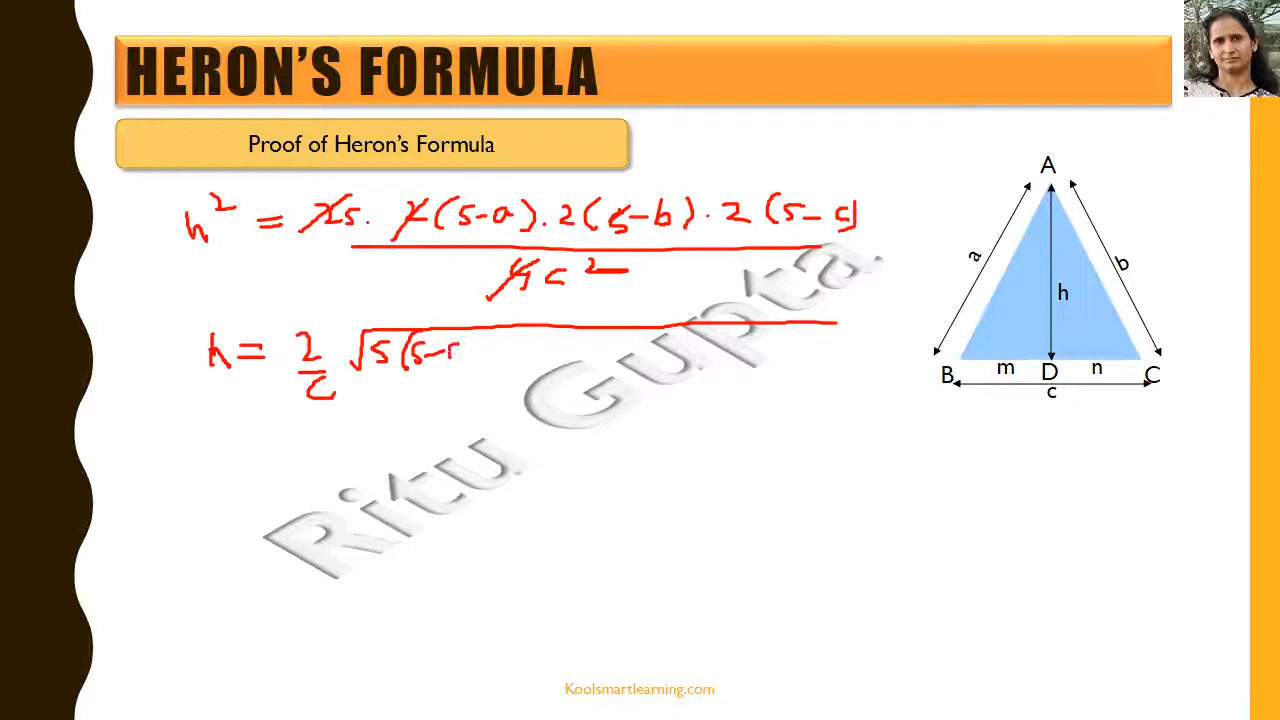 HERON'S FORMULA
Proof of Heron's Formula
h² = 2s. 2(s-a). 2(s-b). 2(s-c)
4c²
h = 2/c √s(s-
A
a
b
h
B
m
D
n
C
c
Ritu Gupta
Koolsmartlearning.com